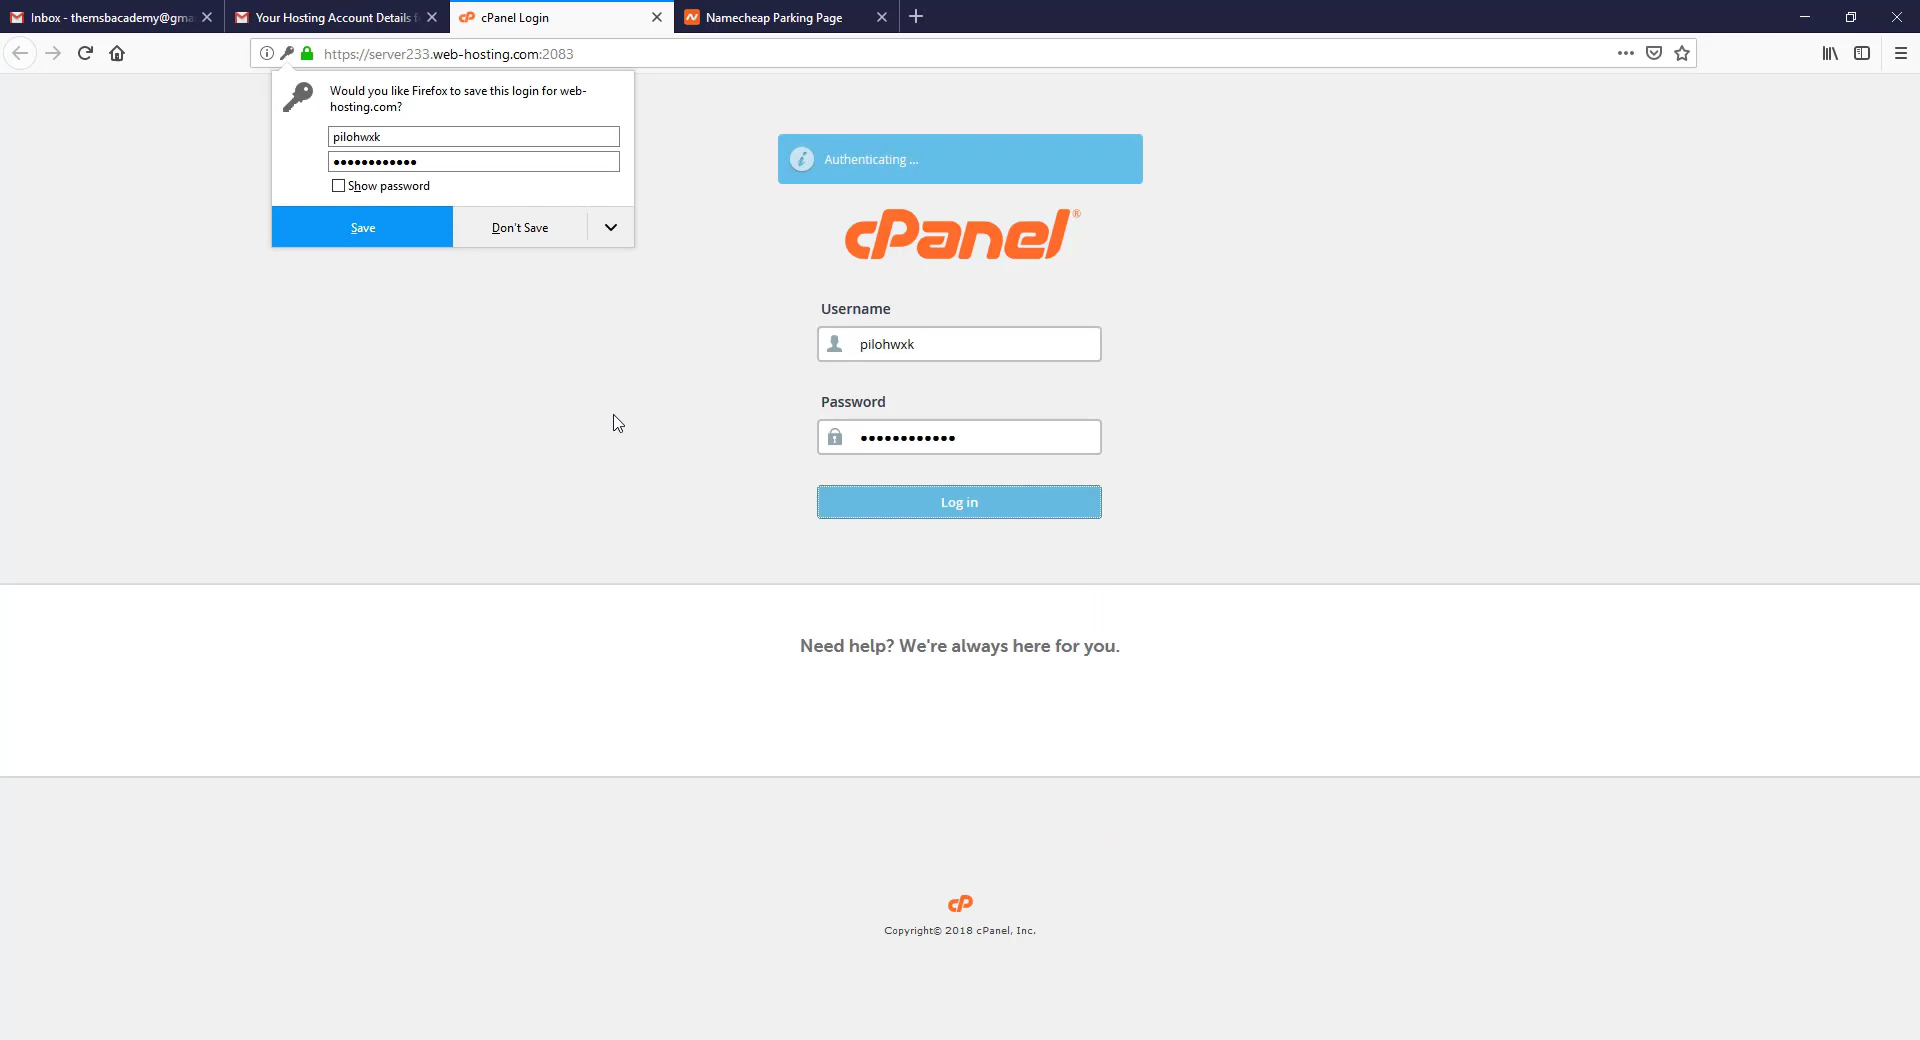 Inbox - themsbacademy@gma
Your Hosting Account Details f
cPanel Login
Namecheap Parking Page
https://server233.web-hosting.com:2083
Would you like Firefox to save this login for web-
hosting.com?
pilohwxk
●●●●●●●●●●●●
Show password
Save
Don't Save
Authenticating ...
cPanel®
Username
pilohwxk
Password
●●●●●●●●●●●●
Log in
Need help? We're always here for you.
cP
Copyright© 2018 cPanel, Inc.